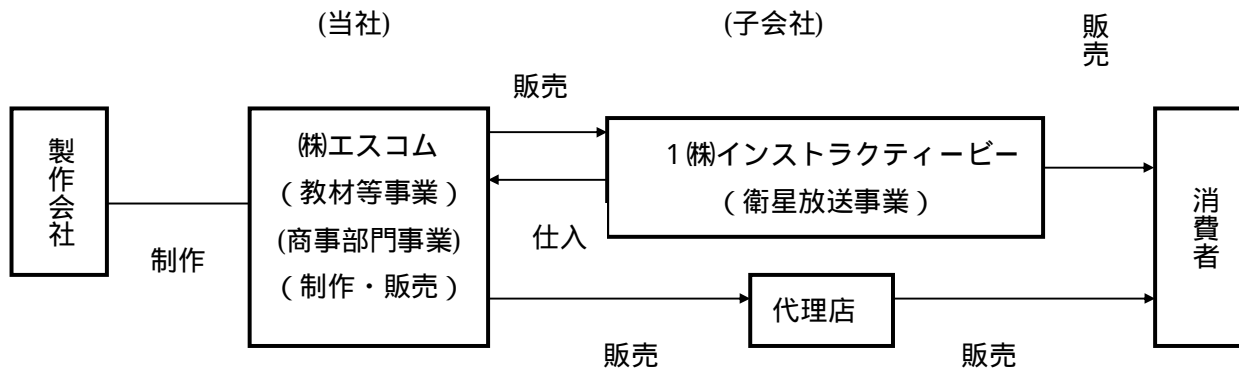 (当社)
(子会社)
販売
販売
製作会社
制作
㈱エスコム
（教材等事業）
(商事部門事業)
（制作・販売）
1㈱インストラクティービー
（衛星放送事業）
仕入
代理店
販売
販売
消費者